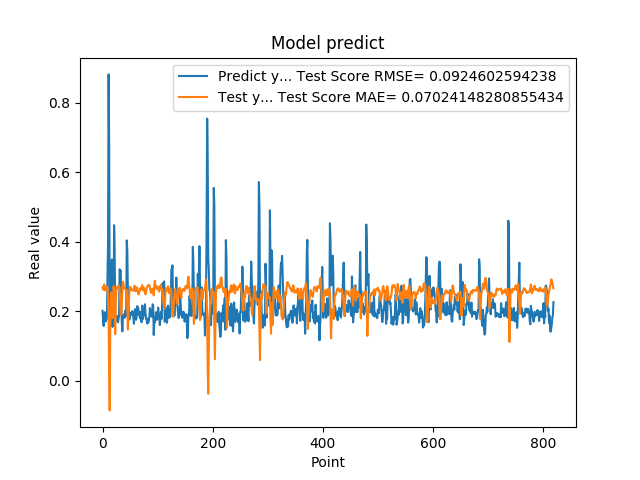 Model predict
Predict y... Test Score RMSE= 0.0924602594238
Test y... Test Score MAE= 0.07024148280855434
Real value
0.8
0.6
0.4
0.2
0.0
0
200
400
600
800
Point